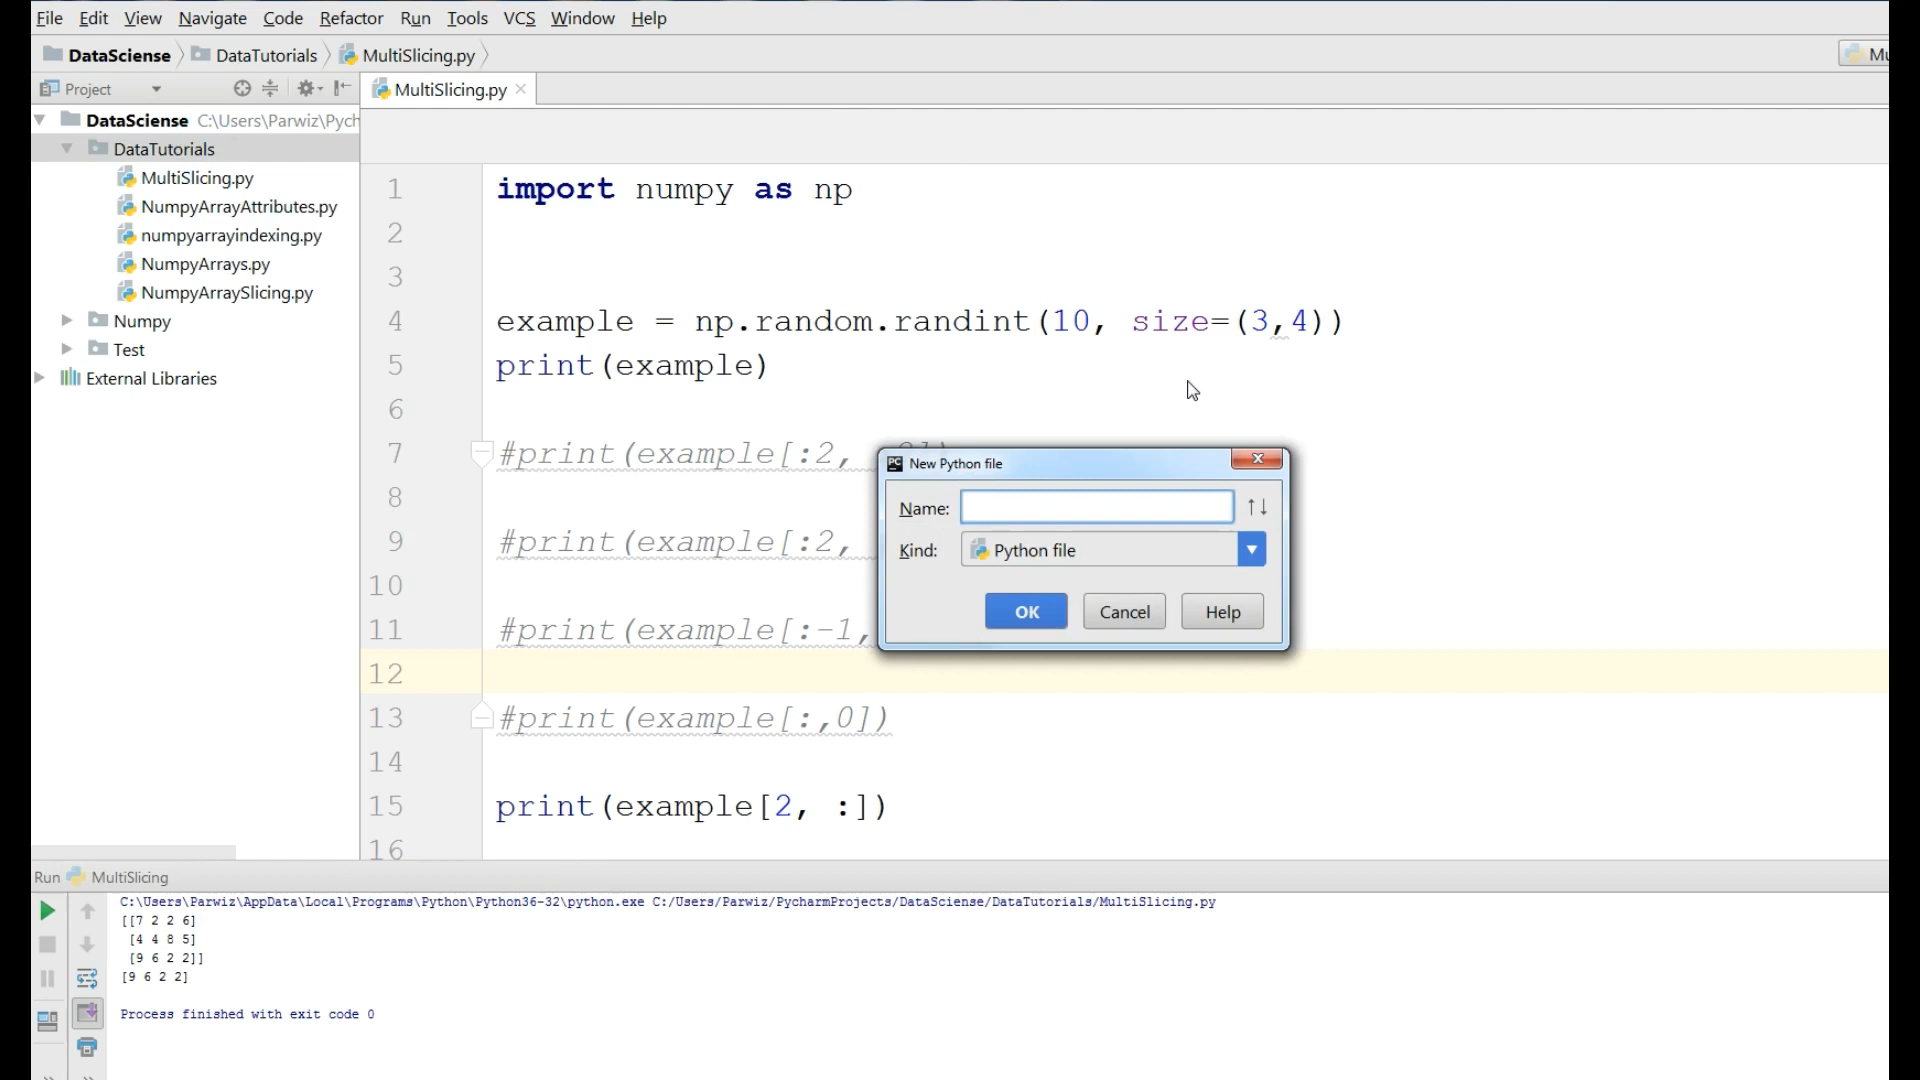 File Edit View Navigate Code Refactor Run Tools VCS Window Help
DataSciense DataTutorials MultiSlicing.py
Project
MultiSlicing.py
DataSciense C:\Users\Parwiz\Pych
DataTutorials
MultiSlicing.py
NumpyArrayAttributes.py
numpyarrayindexing.py
NumpyArrays.py
NumpyArraySlicing.py
Numpy
Test
External Libraries
1 import numpy as np
2
3
4 example = np.random.randint(10, size=(3,4))
5 print(example)
6
7 #print(example[:2,
8
9 #print(example[:2,
10
11 #print(example[:-1,
12
13 #print(example[:,0])
14
15 print(example[2, :])
16
New Python file
Name:
Kind: Python file
OK Cancel Help
Run MultiSlicing
C:\Users\Parwiz\AppData\Local\Programs\Python\Python36-32\python.exe C:/Users/Parwiz/PycharmProjects/DataSciense/DataTutorials/MultiSlicing.py
[[7 2 2 6]
[4 4 8 5]
[9 6 2 2]]
[9 6 2 2]
Process finished with exit code 0